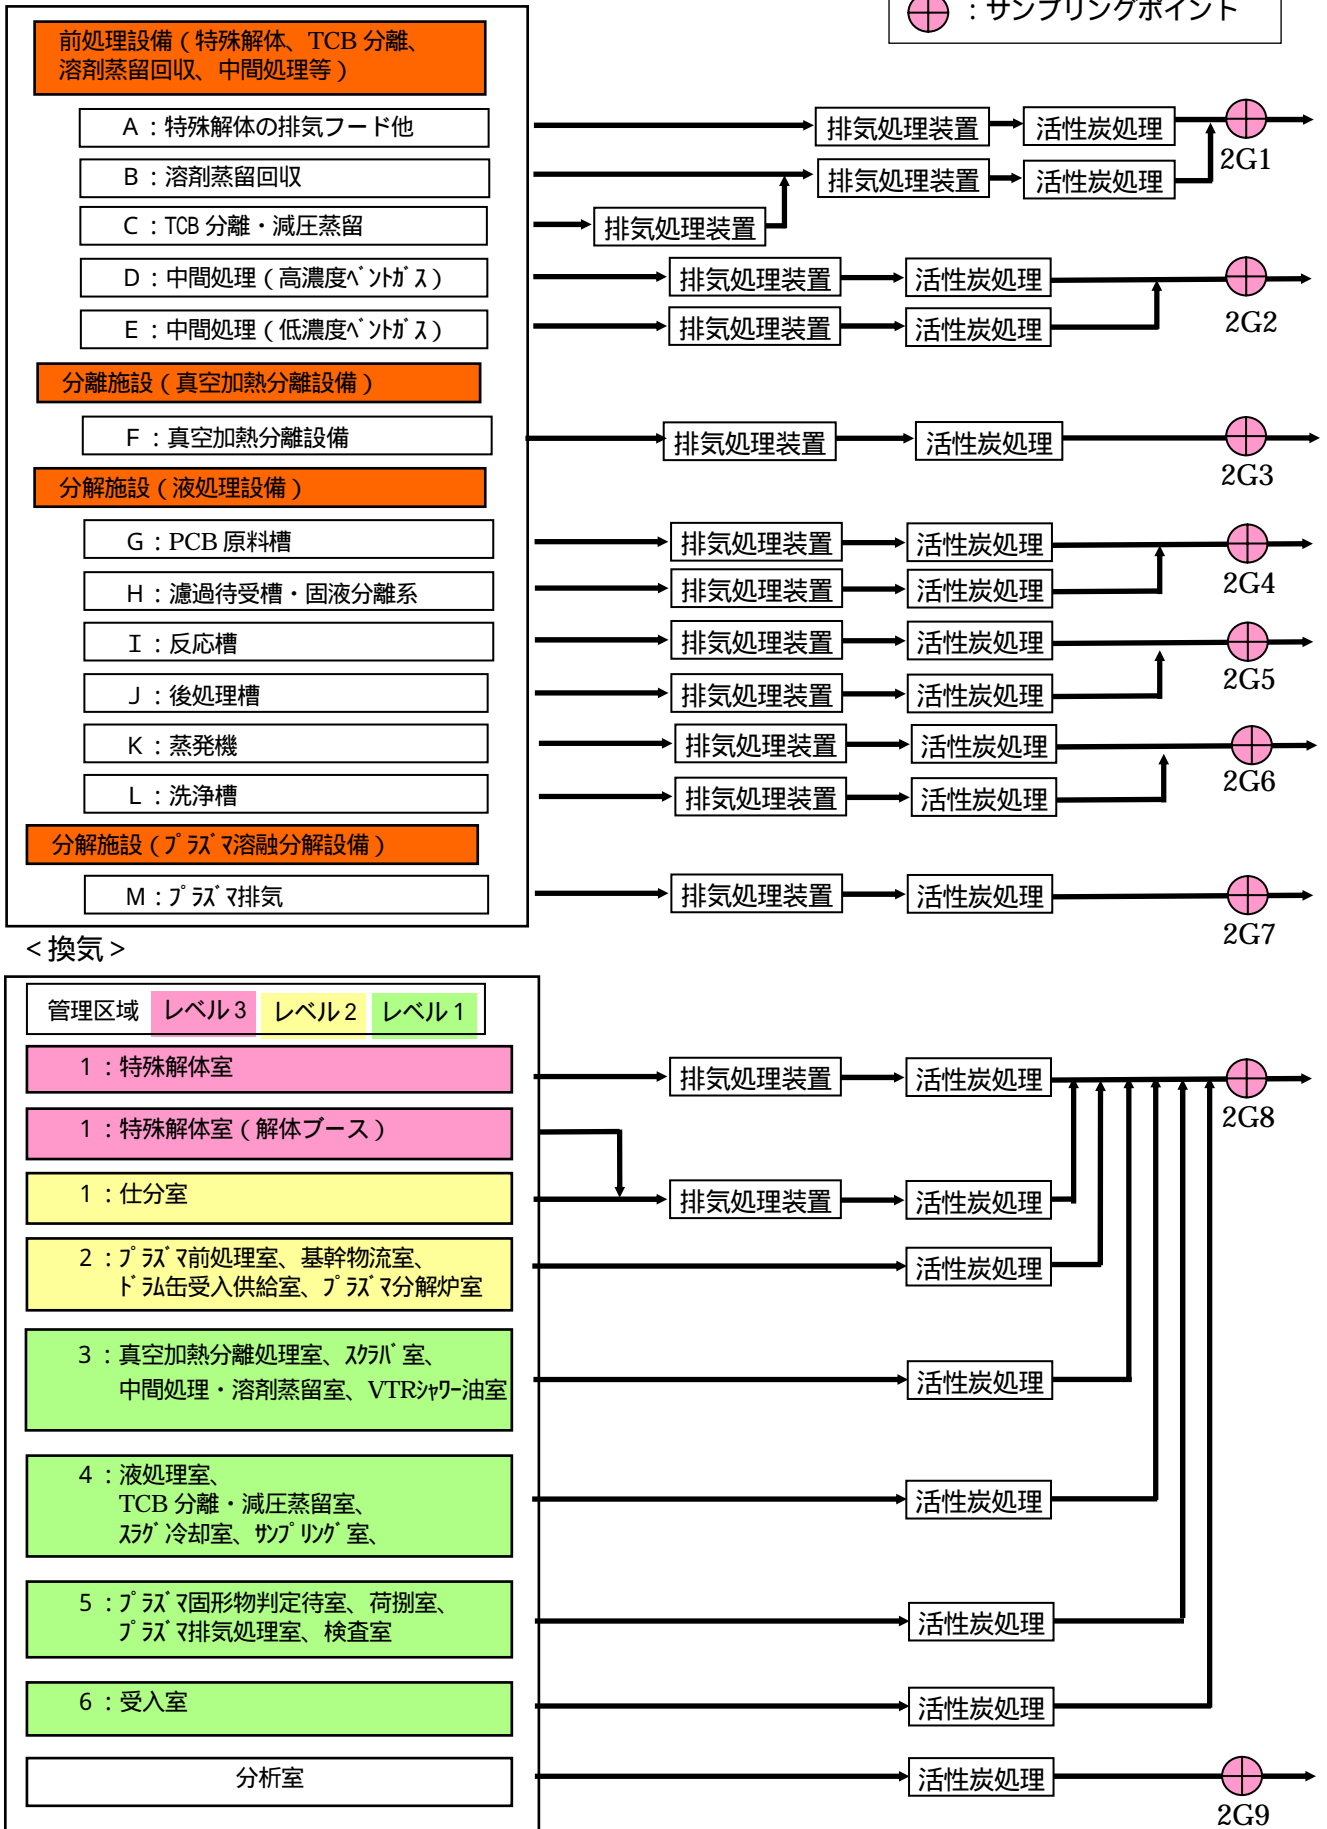 ：サンプリングポイント
前処理設備（特殊解体、TCB 分離、
溶剤蒸留回収、中間処理等）
A：特殊解体の排気フード他
排気処理装置
活性炭処理
2G1
B：溶剤蒸留回収
排気処理装置
活性炭処理
C：TCB 分離・減圧蒸留
排気処理装置
D：中間処理（高濃度ﾍﾞﾝﾄｶﾞｽ）
排気処理装置
活性炭処理
2G2
E：中間処理（低濃度ﾍﾞﾝﾄｶﾞｽ）
排気処理装置
活性炭処理
分離施設（真空加熱分離設備）
F：真空加熱分離設備
排気処理装置
活性炭処理
2G3
分解施設（液処理設備）
G：PCB 原料槽
排気処理装置
活性炭処理
2G4
H：濾過待受槽・固液分離系
排気処理装置
活性炭処理
I：反応槽
排気処理装置
活性炭処理
2G5
J：後処理槽
排気処理装置
活性炭処理
K：蒸発機
排気処理装置
活性炭処理
2G6
L：洗浄槽
排気処理装置
活性炭処理
分解施設（ﾌﾟﾗｽﾞﾏ溶融分解設備）
M：ﾌﾟﾗｽﾞﾏ排気
排気処理装置
活性炭処理
2G7
＜換気＞
管理区域 レベル3 レベル2 レベル1
1：特殊解体室
排気処理装置
活性炭処理
2G8
1：特殊解体室（解体ブース）
1：仕分室
排気処理装置
活性炭処理
2：ﾌﾟﾗｽﾞﾏ前処理室、基幹物流室、
ﾄﾞﾗﾑ缶受入供給室、ﾌﾟﾗｽﾞﾏ分解炉室
活性炭処理
3：真空加熱分離処理室、ｽｸﾗﾊﾞ室、
中間処理・溶剤蒸留室、VTRｼｬﾜｰ油室
活性炭処理
4：液処理室、
TCB 分離・減圧蒸留室、
ｽﾗｸﾞ冷却室、ｻﾝﾌﾟﾘﾝｸﾞ室、
活性炭処理
5：ﾌﾟﾗｽﾞﾏ固形物判定待室、荷捌室、
ﾌﾟﾗｽﾞﾏ排気処理室、検査室
活性炭処理
6：受入室
活性炭処理
分析室
活性炭処理
2G9